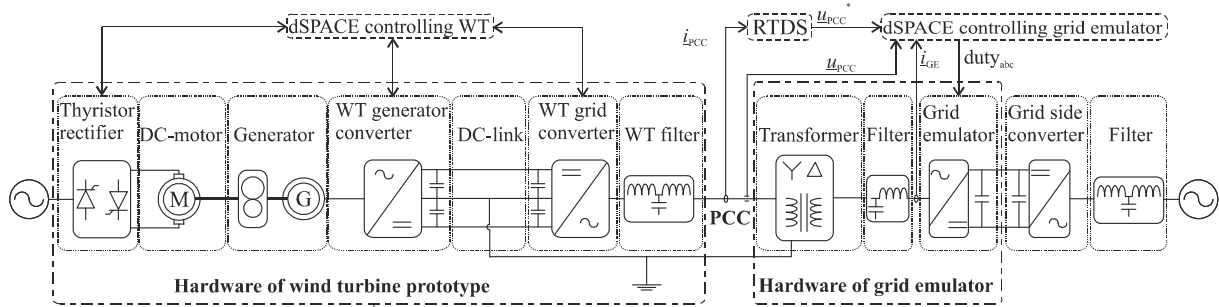 dSPACE controlling WT
RTDS
u_PCC*
dSPACE controlling grid emulator
i_PCC
u_PCC
i_GE
duty_abc
Thyristor
rectifier
DC-motor
Generator
WT generator
converter
DC-link
WT grid
converter
WT filter
Transformer
Filter
Grid
emulator
Grid side
converter
Filter
M
G
PCC
Hardware of wind turbine prototype
Hardware of grid emulator